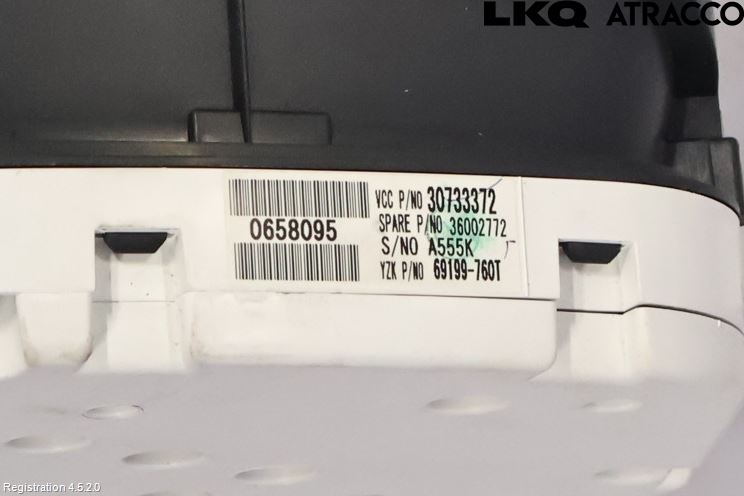 LKQ ATRACCO
VCC P/NO 30733372
SPARE P/NO 36002772
0658095
S/NO A555K
YZK P/NO 69199-760T
Registration 4.5.2.0